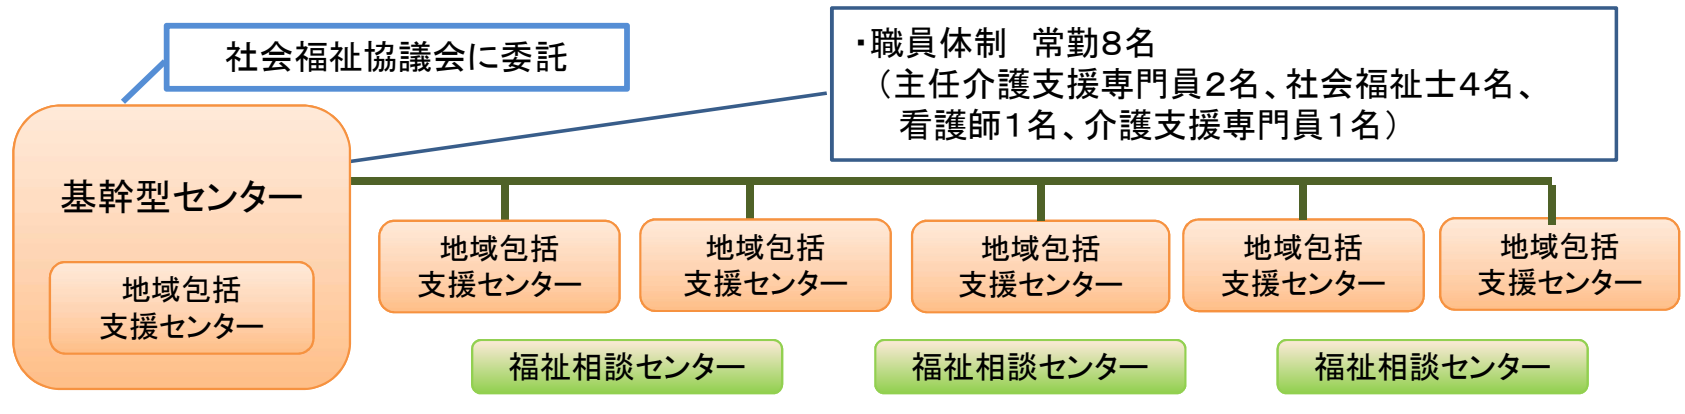 社会福祉協議会に委託
・職員体制　常勤８名
（主任介護支援専門員２名、社会福祉士４名、
看護師１名、介護支援専門員１名）
基幹型センター
地域包括
支援センター
地域包括
支援センター
地域包括
支援センター
地域包括
支援センター
地域包括
支援センター
地域包括
支援センター
福祉相談センター
福祉相談センター
福祉相談センター